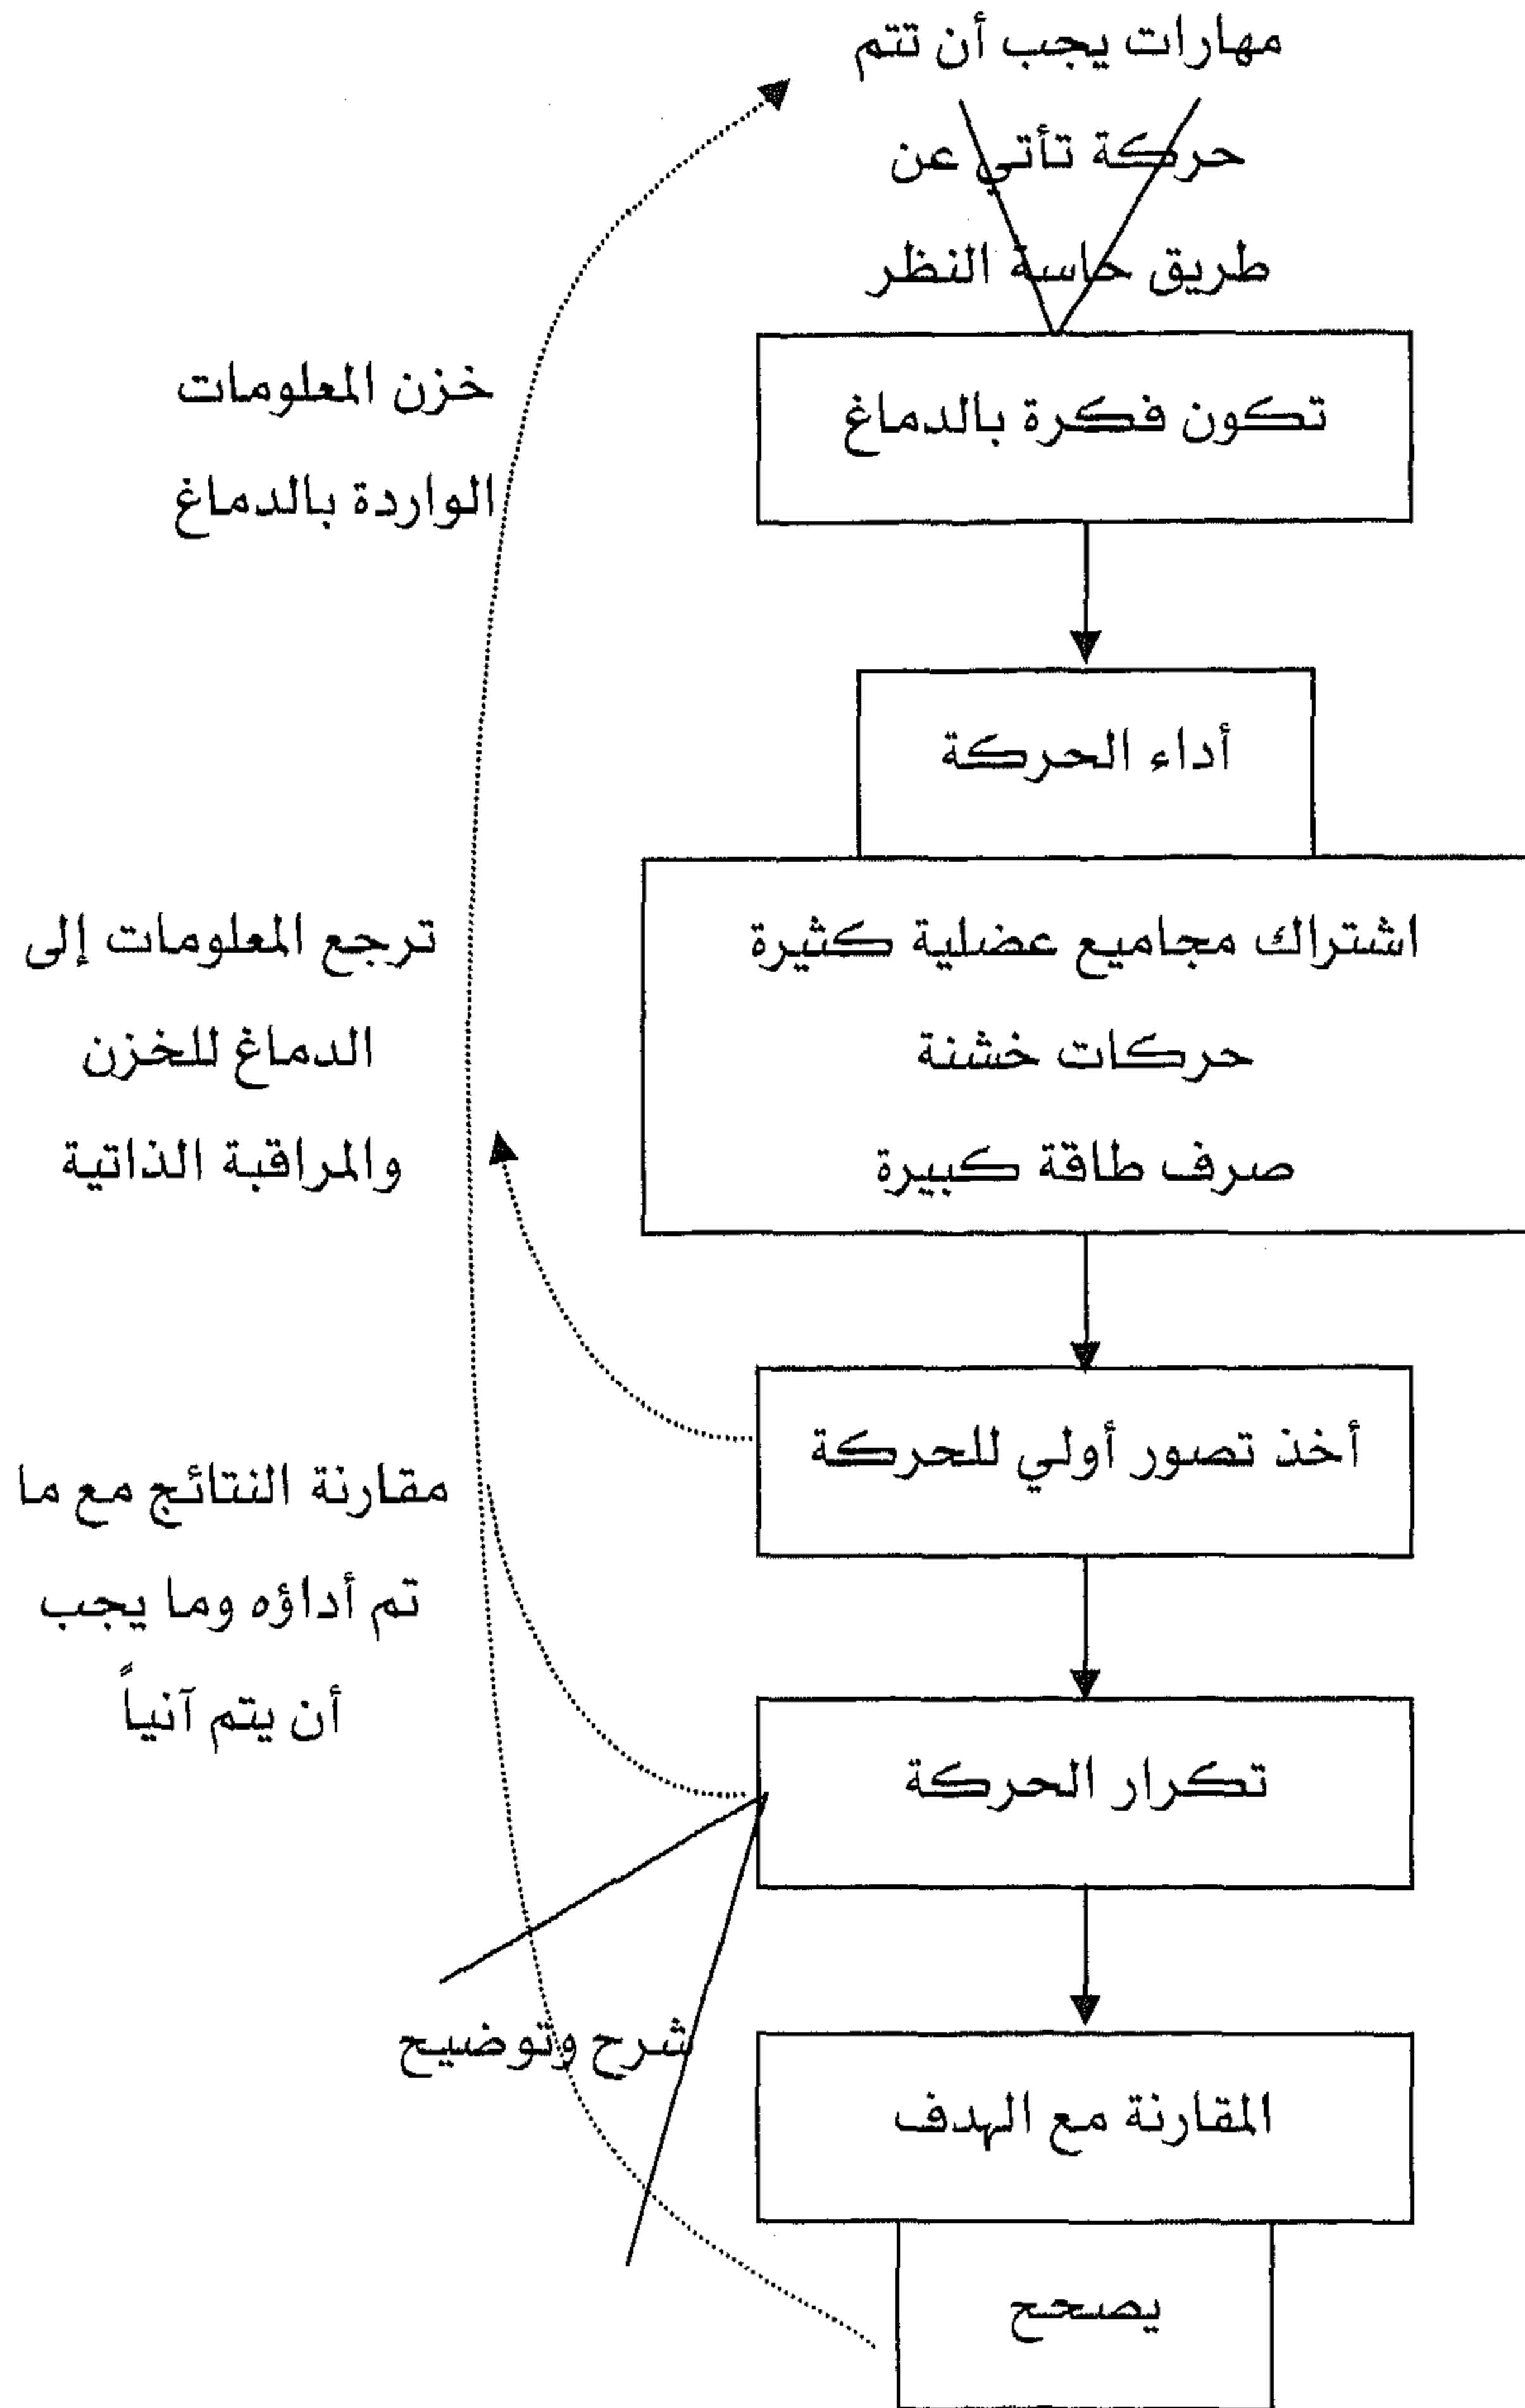 مهارات يجب أن تتم
حركة تأتي عن
طريق حاسة النظر
تكون فكرة بالدماغ
خزن المعلومات
الواردة بالدماغ
أداء الحركة
اشتراك مجاميع عضلية كثيرة
حركات خشنة
صرف طاقة كبيرة
ترجع المعلومات إلى
الدماغ للخزن
والمراقبة الذاتية
أخذ تصور أولي للحركة
مقارنة النتائج مع ما
تم أداؤه وما يجب
أن يتم آنياً
تكرار الحركة
شرح وتوضيح
المقارنة مع الهدف
يصحح